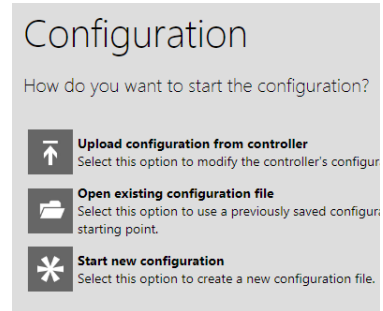 Configuration
How do you want to start the configuration?
Upload configuration from controller
Select this option to modify the controller's configur
Open existing configuration file
Select this option to use a previously saved configura
starting point.
Start new configuration
Select this option to create a new configuration file.